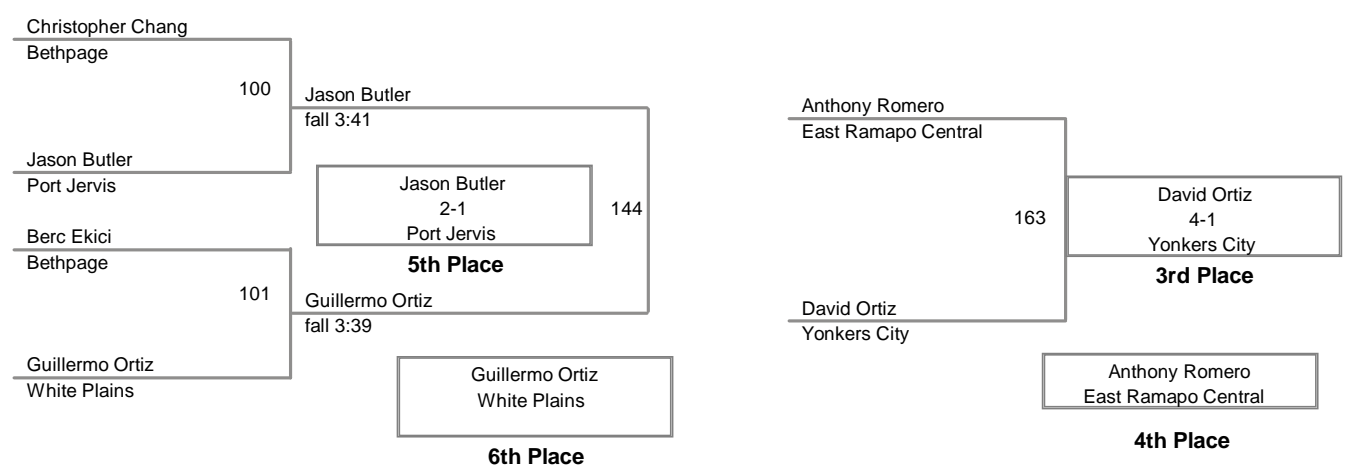 Christopher Chang
Bethpage
100
Jason Butler
fall 3:41
Jason Butler
Port Jervis
Jason Butler
2-1
Port Jervis
5th Place
144
Berc Ekici
Bethpage
101
Guillermo Ortiz
fall 3:39
Guillermo Ortiz
White Plains
Guillermo Ortiz
White Plains
6th Place
Anthony Romero
East Ramapo Central
163
David Ortiz
4-1
Yonkers City
3rd Place
David Ortiz
Yonkers City
Anthony Romero
East Ramapo Central
4th Place